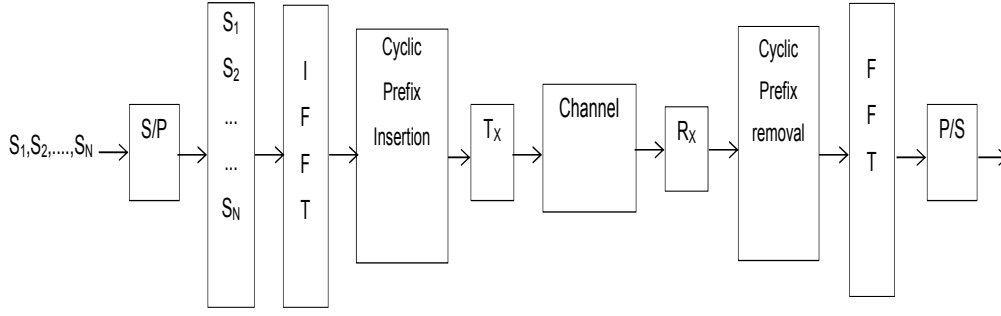 S1,S2,....,SN
S/P
S1
S2
...
...
SN
I
F
F
T
Cyclic
Prefix
Insertion
TX
Channel
RX
Cyclic
Prefix
removal
F
F
T
P/S